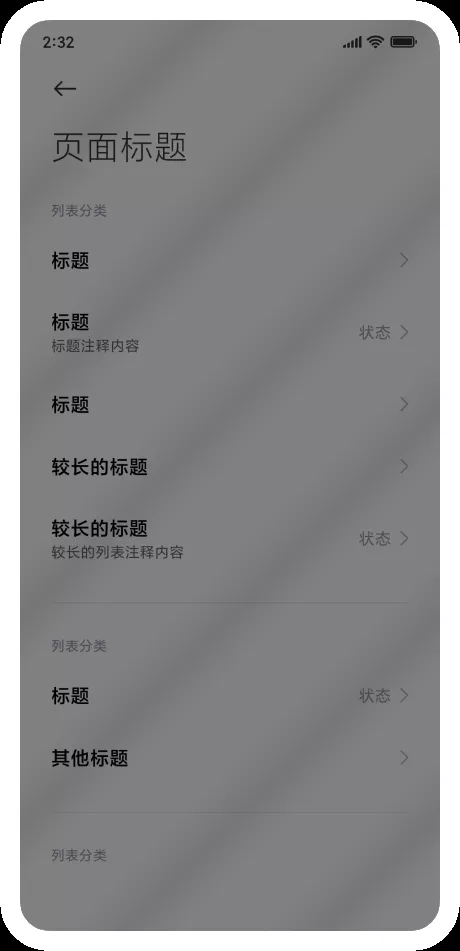 2:32
页面标题
列表分类
标题
标题
标题注释内容
状态
标题
较长的标题
较长的标题
较长的列表注释内容
状态
列表分类
标题
状态
其他标题
列表分类